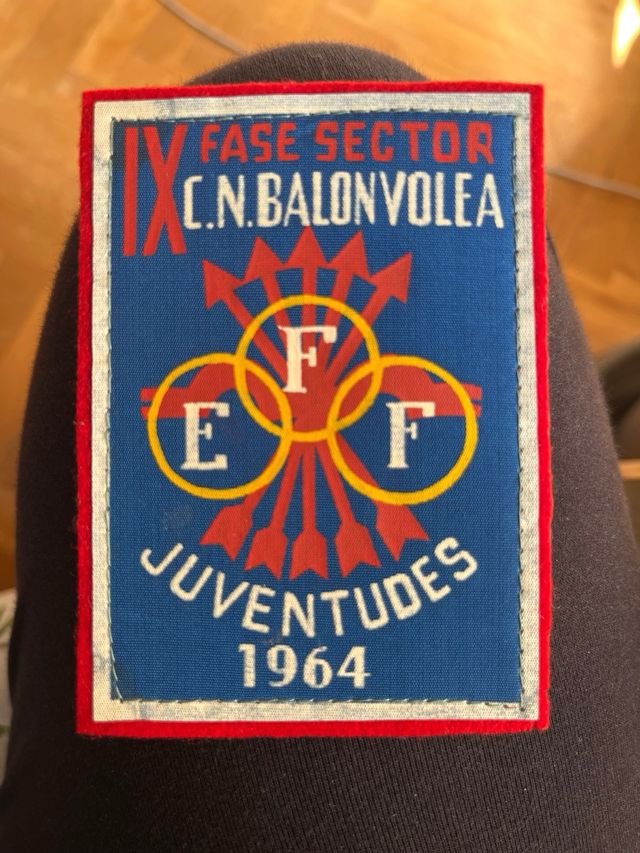 IX FASE SECTOR
C.N.BALONVOLEA
F
E F
JUVENTUDES
1964